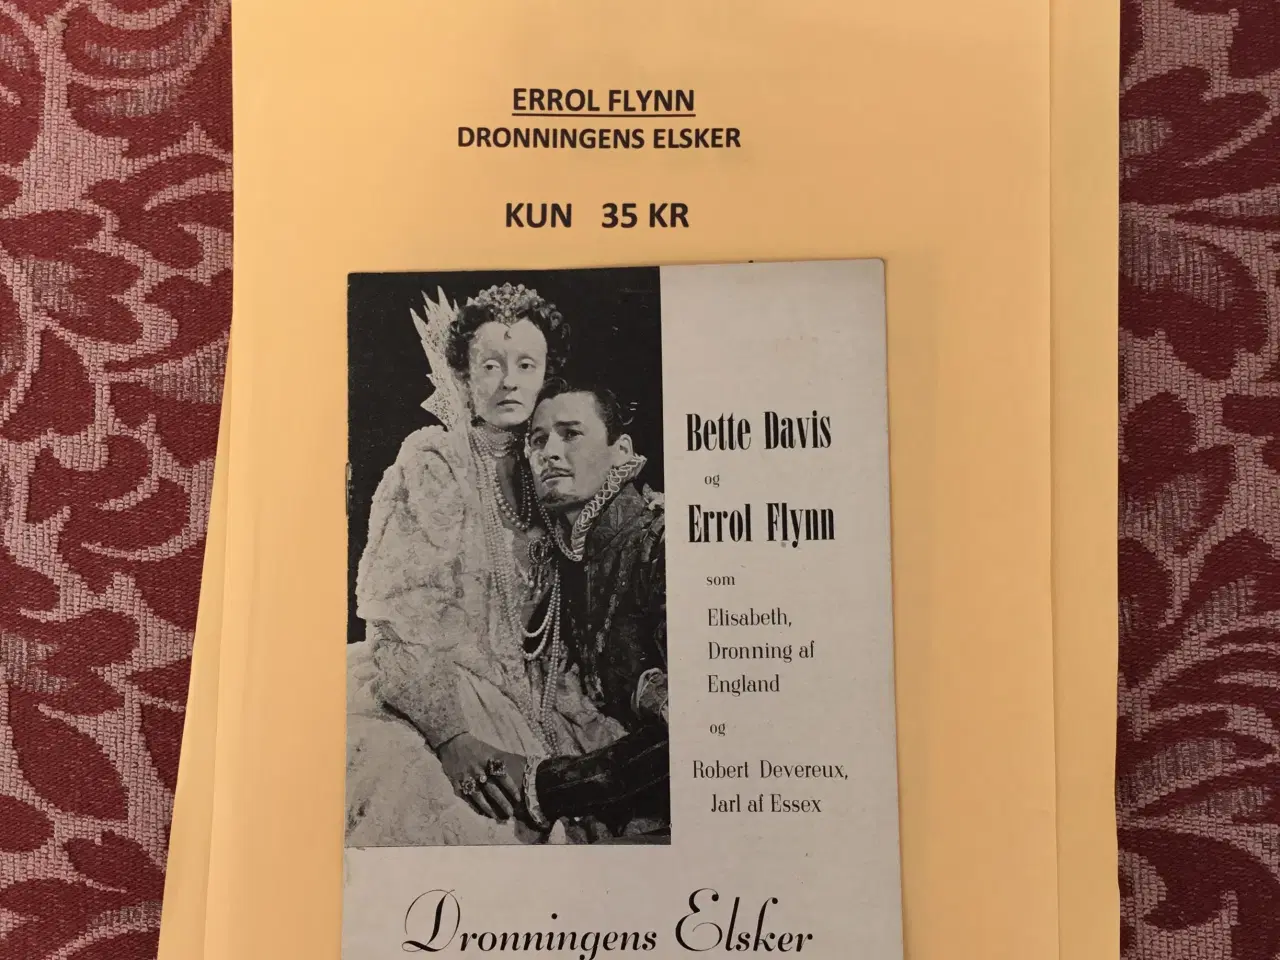 ERROL FLYNN
DRONNINGENS ELSKER
KUN 35 KR
Bette Davis
og
Errol Flynn
som
Elisabeth,
Dronning af
England
og
Robert Devereux,
Jarl af Essex
Dronningens Elsker